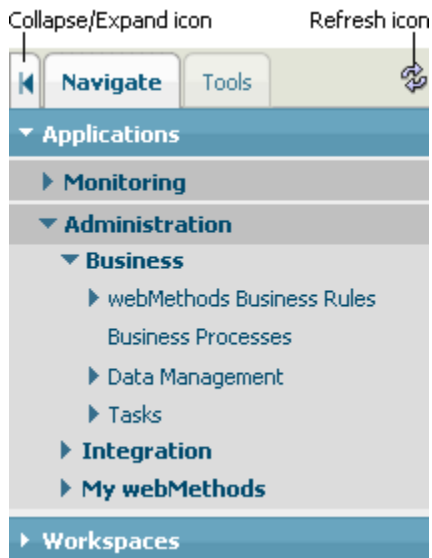 Collapse/Expand icon Refresh icon
Navigate Tools
Applications
Monitoring
Administration
Business
webMethods Business Rules
Business Processes
Data Management
Tasks
Integration
My webMethods
Workspaces